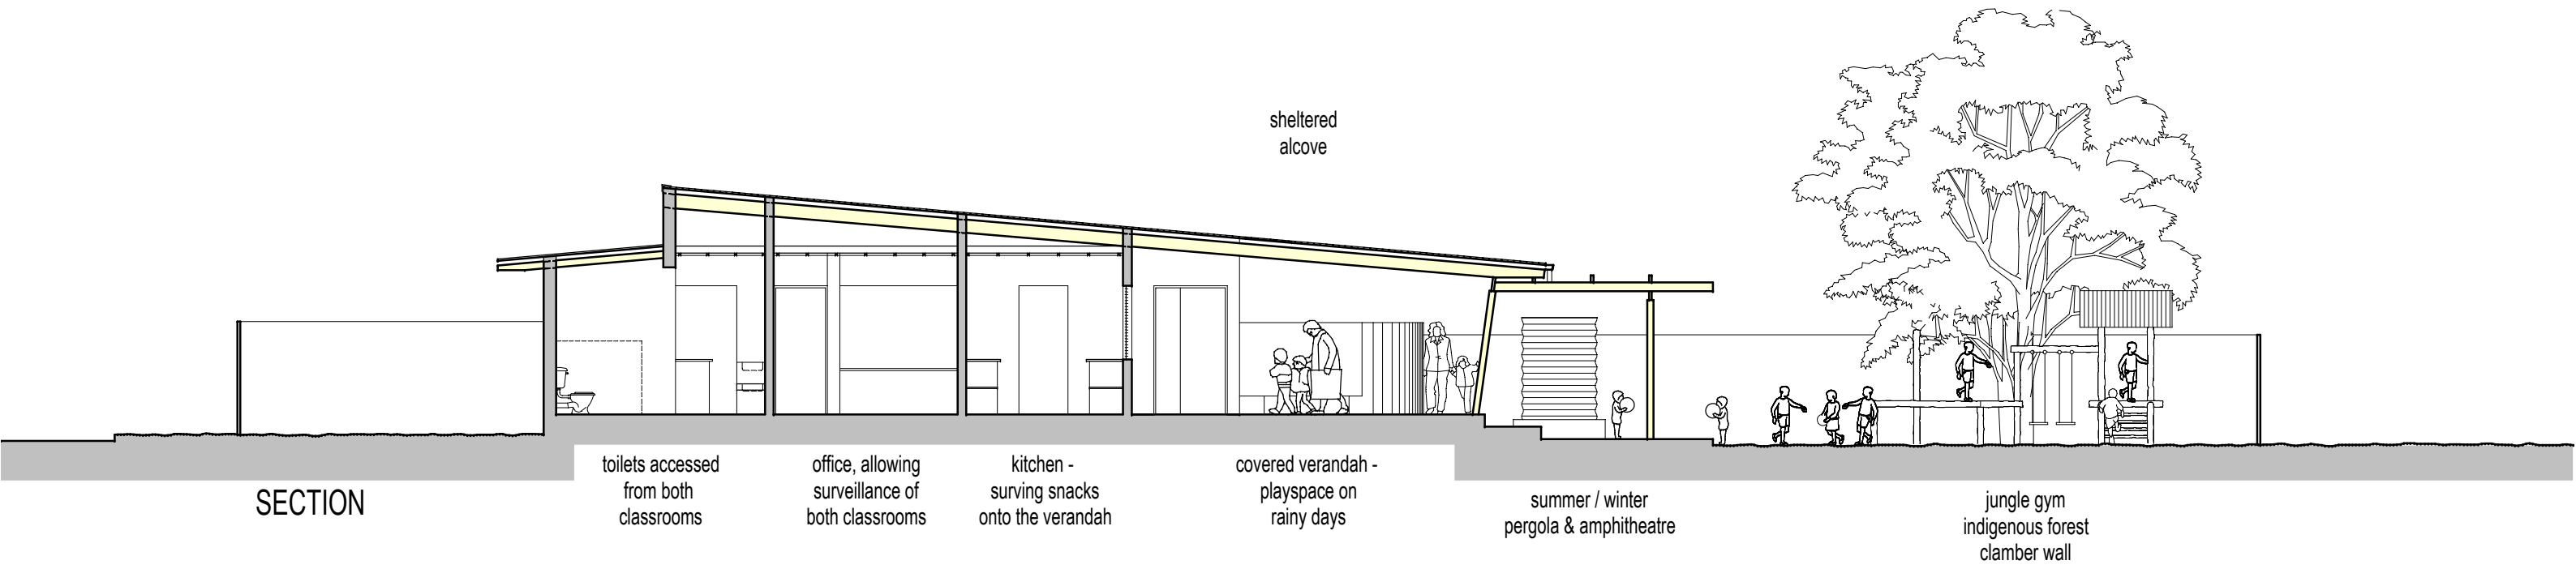 sheltered
alcove
SECTION
toilets accessed
from both
classrooms
office, allowing
surveillance of
both classrooms
kitchen -
surving snacks
onto the verandah
covered verandah -
playspace on
rainy days
summer / winter
pergola & amphitheatre
jungle gym
indigenous forest
clamber wall